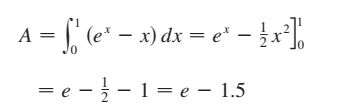 A = ∫₀¹ (eˣ − x) dx = eˣ − ½x²]₀¹
= e − ½ − 1 = e − 1.5